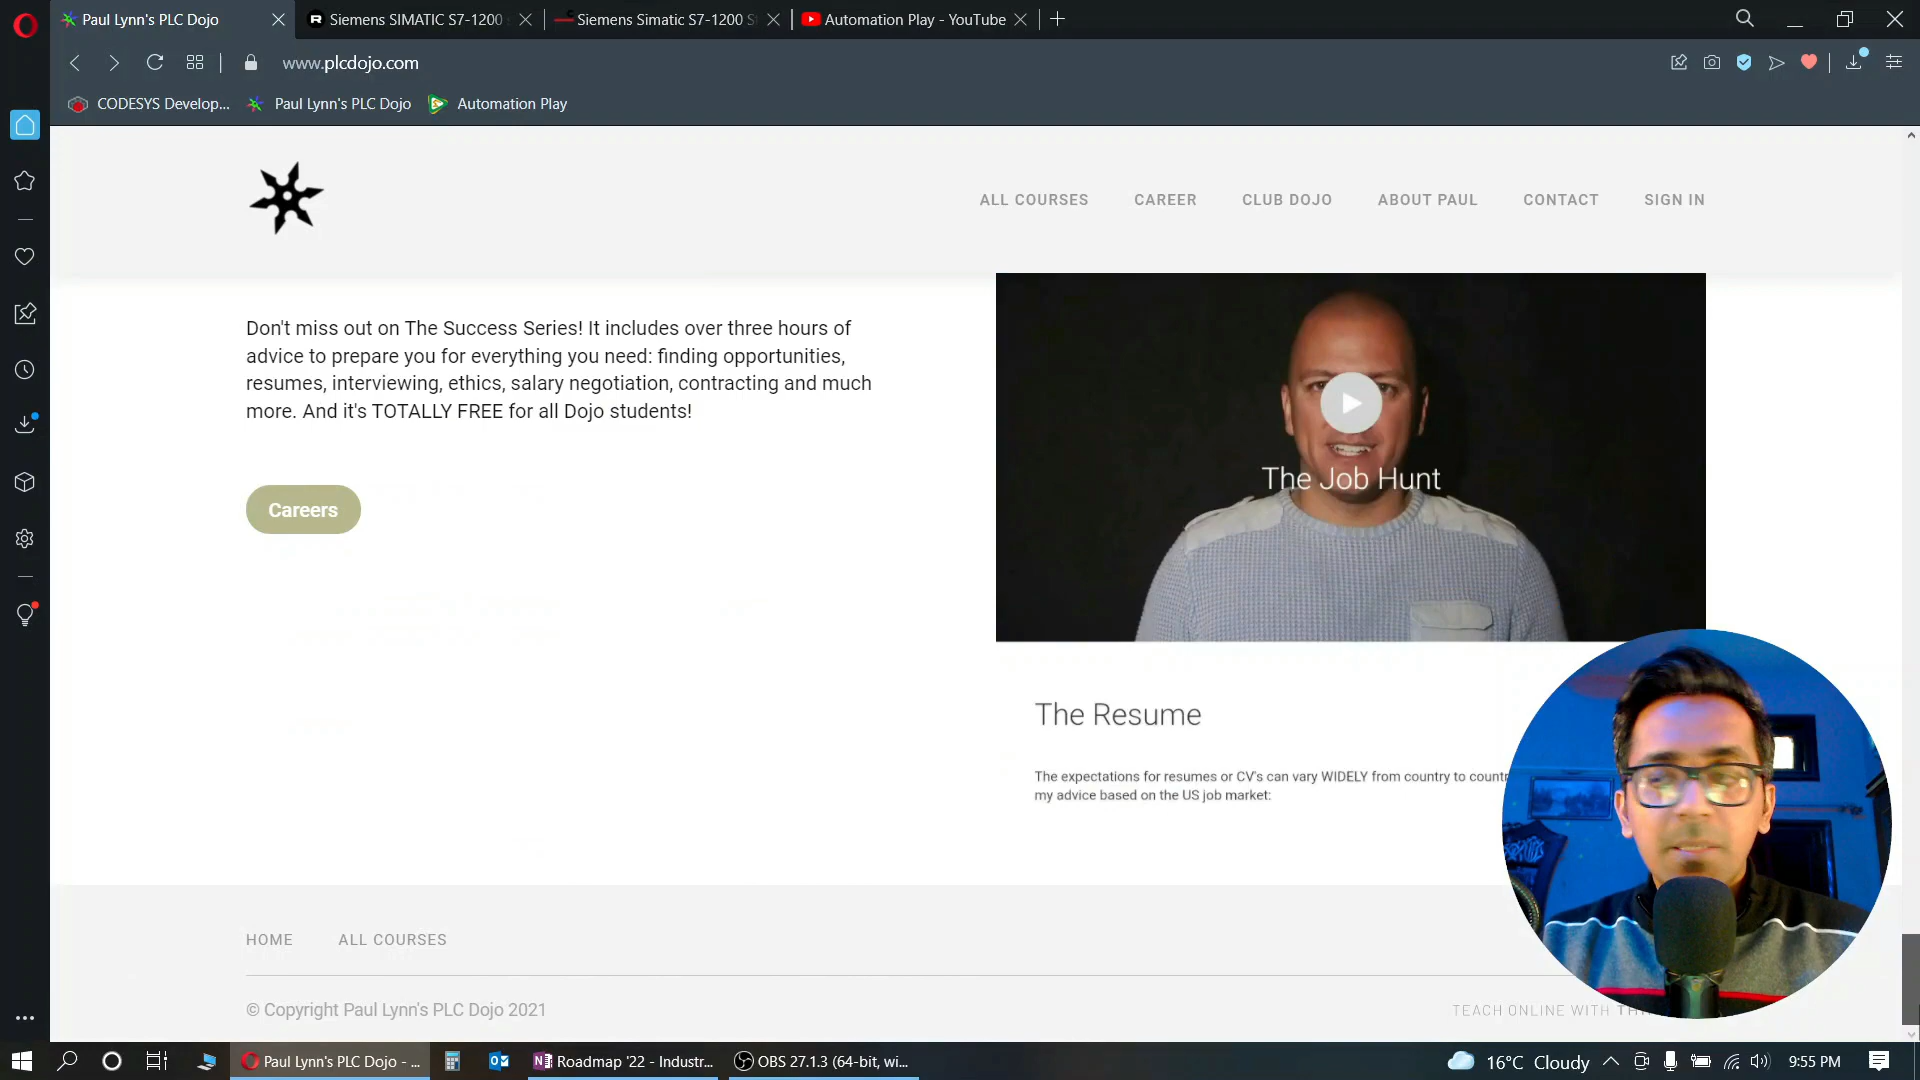 Paul Lynn's PLC Dojo
Siemens SIMATIC S7-1200
Siemens Simatic S7-1200 S
Automation Play - YouTube
www.plcdojo.com
CODESYS Develop...
Paul Lynn's PLC Dojo
Automation Play
ALL COURSES
CAREER
CLUB DOJO
ABOUT PAUL
CONTACT
SIGN IN
Don't miss out on The Success Series! It includes over three hours of
advice to prepare you for everything you need: finding opportunities,
resumes, interviewing, ethics, salary negotiation, contracting and much
more. And it's TOTALLY FREE for all Dojo students!
Careers
The Job Hunt
The Resume
The expectations for resumes or CV's can vary WIDELY from country to countr
my advice based on the US job market:
HOME
ALL COURSES
© Copyright Paul Lynn's PLC Dojo 2021
TEACH ONLINE WITH
Paul Lynn's PLC Dojo - ...
Roadmap '22 - Industr...
OBS 27.1.3 (64-bit, wi...
16°C Cloudy
9:55 PM